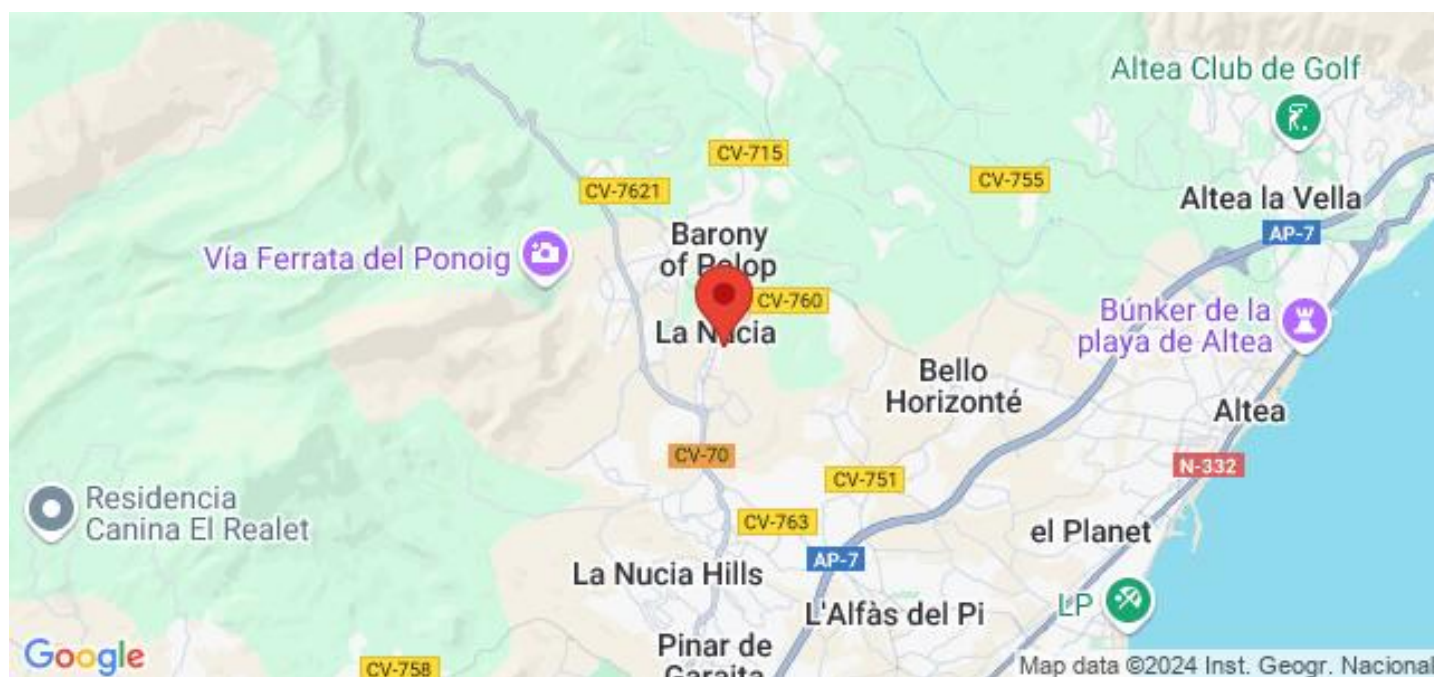 Altea Club de Golf
CV-715
CV-7621
CV-755
Altea la Vella
AP-7
Barony
of Polop
Vía Ferrata del Ponoig
CV-760
La Nucia
Búnker de la
playa de Altea
Bello
Horizonté
Altea
CV-70
N-332
CV-751
Residencia
Canina El Realet
CV-763
el Planet
AP-7
La Nucia Hills
LP
L'Alfàs del Pi
Pinar de
Garaita
Google
CV-758
Map data ©2024 Inst. Geogr. Nacional